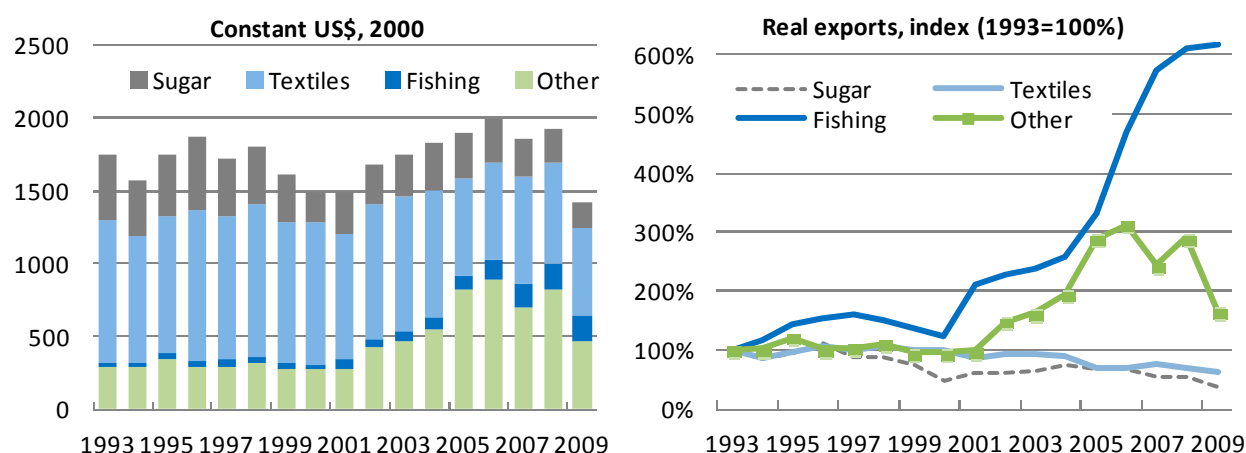 Constant US$, 2000
2500
Sugar Textiles Fishing Other
2000
1500
1000
500
0
1993 1995 1997 1999 2001 2003 2005 2007 2009
Real exports, index (1993=100%)
600%
Sugar Textiles
Fishing Other
500%
400%
300%
200%
100%
0%
1993 1995 1997 1999 2001 2003 2005 2007 2009